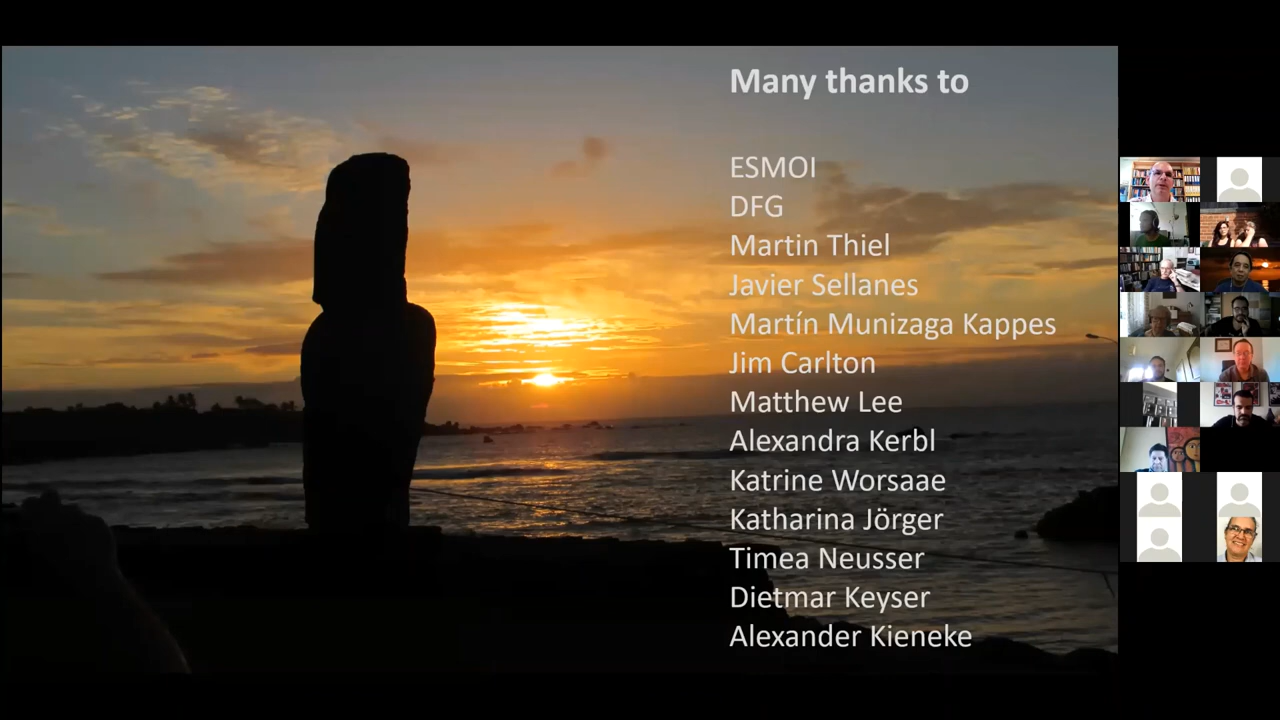 Many thanks to
ESMOI
DFG
Martin Thiel
Javier Sellanes
Martín Munizaga Kappes
Jim Carlton
Matthew Lee
Alexandra Kerbl
Katrine Worsaae
Katharina Jörger
Timea Neusser
Dietmar Keyser
Alexander Kieneke